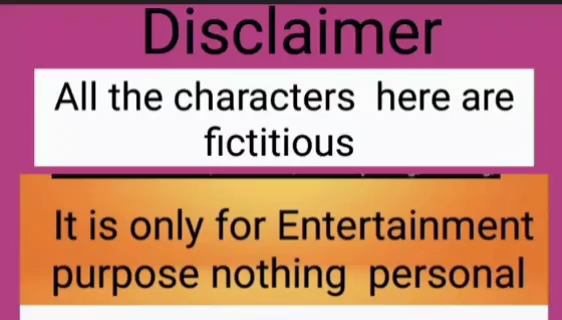 Disclaimer
All the characters here are
fictitious
It is only for Entertainment
purpose nothing personal